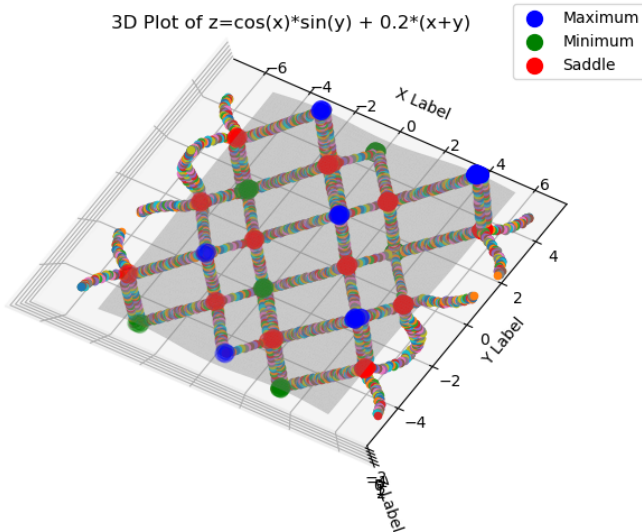 3D Plot of z=cos(x)*sin(y) + 0.2*(x+y)
Maximum
Minimum
Saddle
X Label
−6
−4
−2
0
2
4
6
Y Label
4
2
0
−2
−4
Label